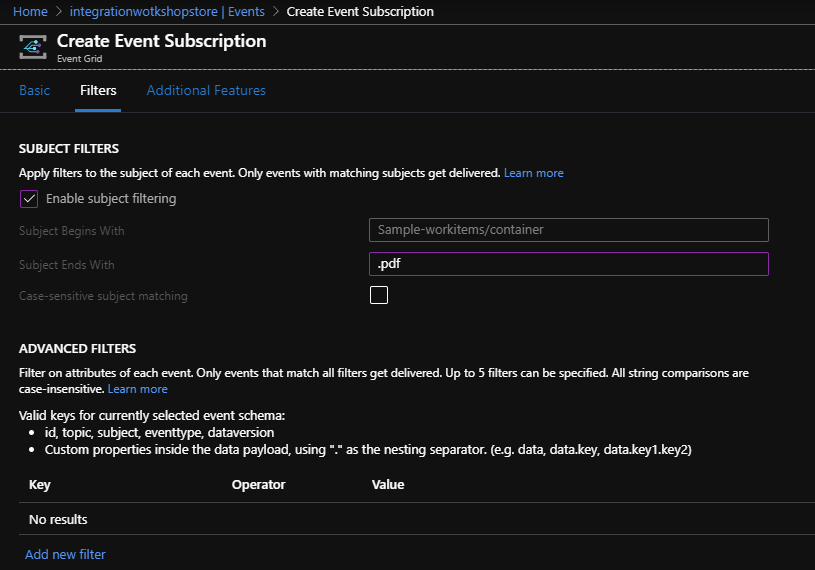 Home > integrationwotkshopstore | Events > Create Event Subscription
Create Event Subscription
Event Grid
Basic Filters Additional Features
SUBJECT FILTERS
Apply filters to the subject of each event. Only events with matching subjects get delivered. Learn more
Enable subject filtering
Subject Begins With Sample-workitems/container
Subject Ends With .pdf
Case-sensitive subject matching
ADVANCED FILTERS
Filter on attributes of each event. Only events that match all filters get delivered. Up to 5 filters can be specified. All string comparisons are
case-insensitive. Learn more
Valid keys for currently selected event schema:
• id, topic, subject, eventtype, dataversion
• Custom properties inside the data payload, using "." as the nesting separator. (e.g. data, data.key, data.key1.key2)
Key Operator Value
No results
Add new filter